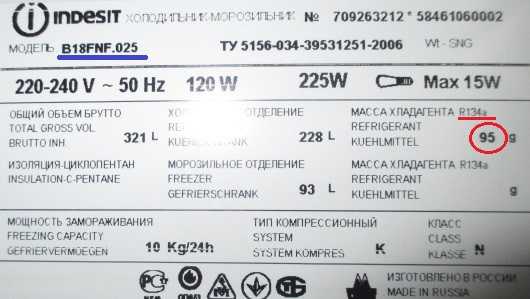 indesit ХОЛОДИЛЬНИК-МОРОЗИЛЬНИК № 709263212 * 58461060002
МОДЕЛЬ B18FNF.025 ТУ 5156-034-39531251-2006 Wt - SNG
220-240 V ~ 50 Hz 120 W 225W Max 15W
ОБЩИЙ ОБЪЕМ БРУТТО ОТДЕЛЕНИЕ МАССА ХЛАДАГЕНТА R134a
TOTAL GROSS VOL. REFRIGERANT
BRUTTO INH. 321 L 228 L KUEHLMITTEL 95 g
ИЗОЛЯЦИЯ-ЦИКЛОПЕНТАН МОРОЗИЛЬНОЕ ОТДЕЛЕНИЕ МАССА ХЛАДАГЕНТА R134a
INSULATION-C-PENTANE FREEZER REFRIGERANT
GEFRIERSCHRANK 93 L KUEHLMITTEL g
МОЩНОСТЬ ЗАМОРАЖИВАНИЯ ТИП КОМПРЕССИОННЫЙ КЛАСС
FREEZING CAPACITY SYSTEM CLASS
GEFRIERVERMOEGEN 10 Kg/24h SYSTEM KOMPRES K KLASSE N
ИЗГОТОВЛЕНО В РОССИИ
MADE IN RUSSIA